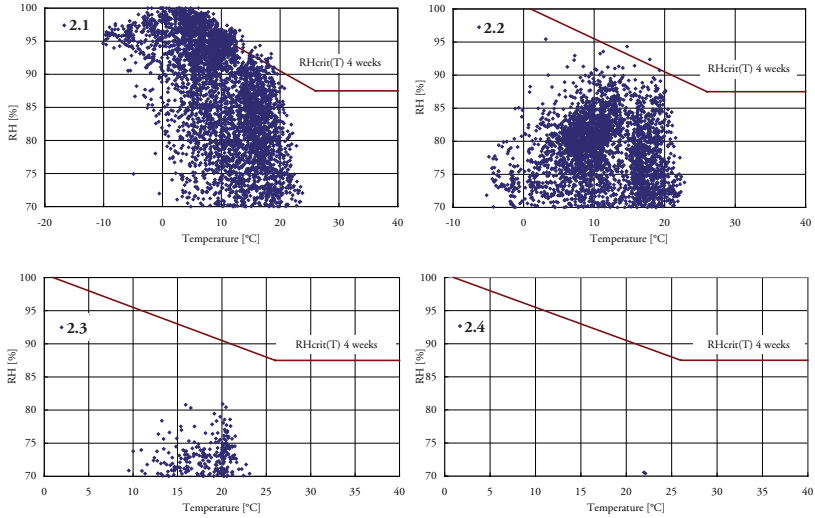 100
95
90
85
80
75
70
RH [%]
2.1
RHcrit(T) 4 weeks
-20 -10 0 10 20 30 40
Temperature [°C]
100
95
90
85
80
75
70
RH [%]
2.2
RHcrit(T) 4 weeks
-10 0 10 20 30 40
Temperature [°C]
100
95
90
85
80
75
70
RH [%]
2.3
RHcrit(T) 4 weeks
0 5 10 15 20 25 30 35 40
Temperature [°C]
100
95
90
85
80
75
70
RH [%]
2.4
RHcrit(T) 4 weeks
0 5 10 15 20 25 30 35 40
Temperature [°C]